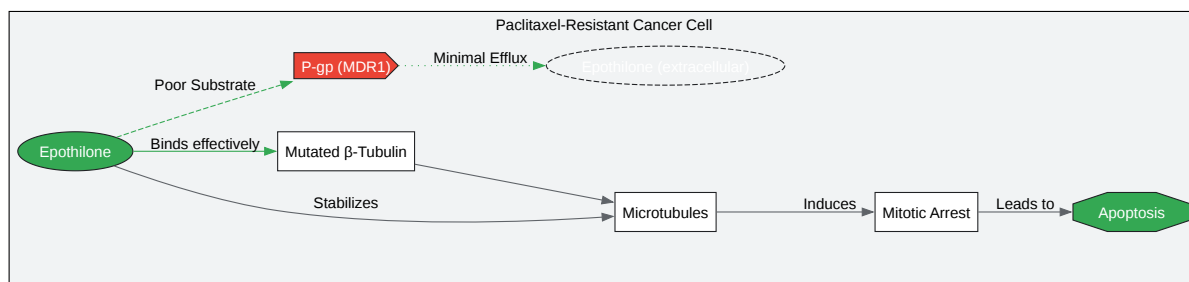 Paclitaxel-Resistant Cancer Cell
P-gp (MDR1)
Minimal Efflux
Epothilone (extracellular)
Poor Substrate
Epothilone
Binds effectively
Mutated β-Tubulin
Stabilizes
Microtubules
Induces
Mitotic Arrest
Leads to
Apoptosis